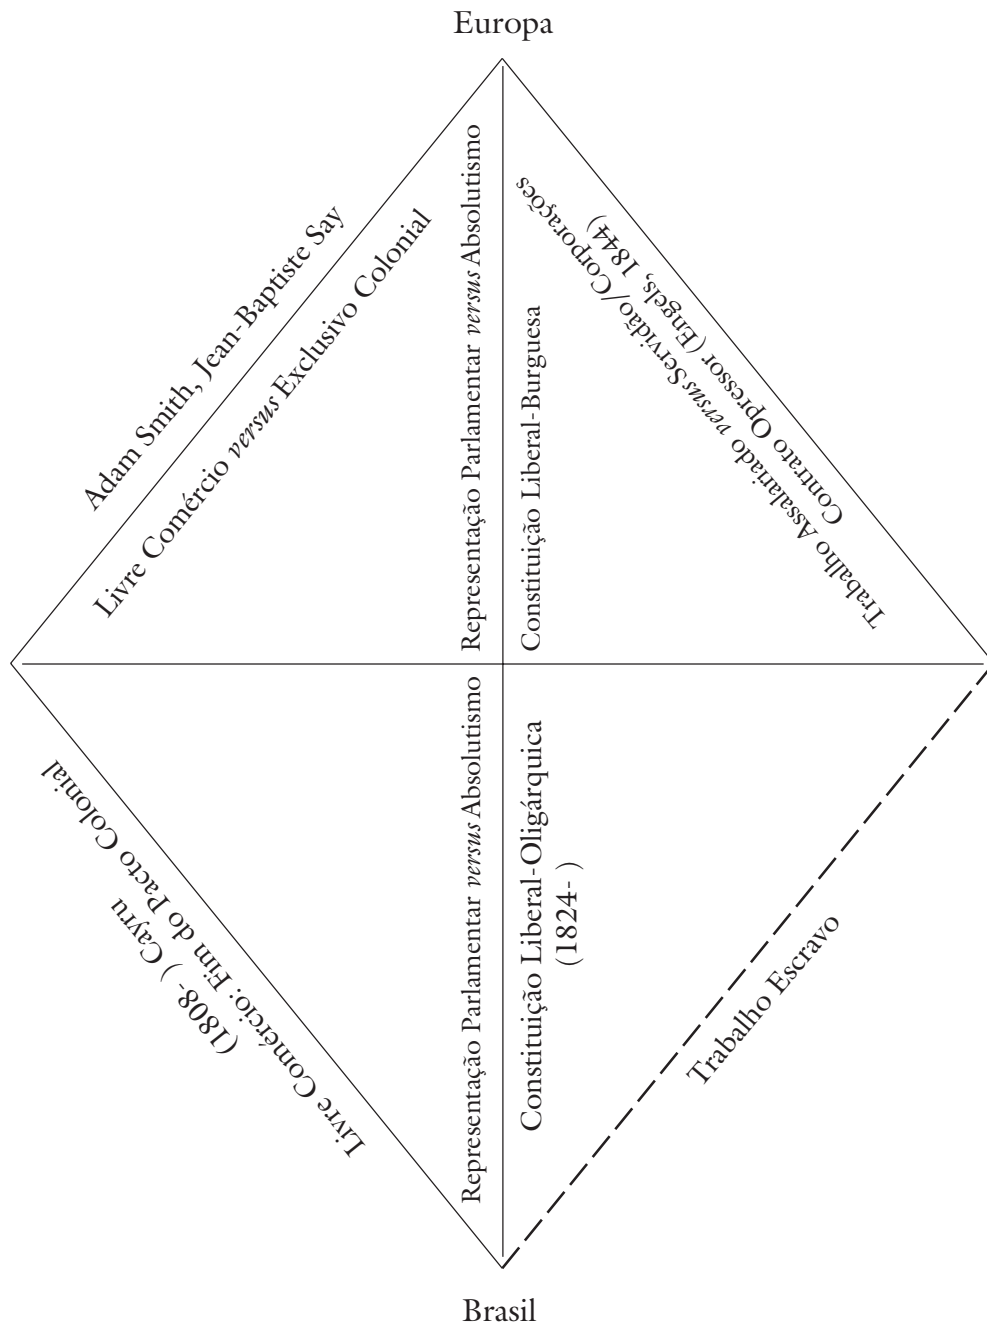 Europa
Adam Smith, Jean-Baptiste Say
Livre Comércio versus Exclusivo Colonial
Representação Parlamentar versus Absolutismo
Constituição Liberal-Burguesa
Trabalho Assalariado versus Servidão/Corporações
Contrato Opressor (Engels, 1844)
Livre Comércio: Fim do Pacto Colonial
(1808- ) Cayru
Representação Parlamentar versus Absolutismo
Constituição Liberal-Oligárquica
(1824- )
Trabalho Escravo
Brasil